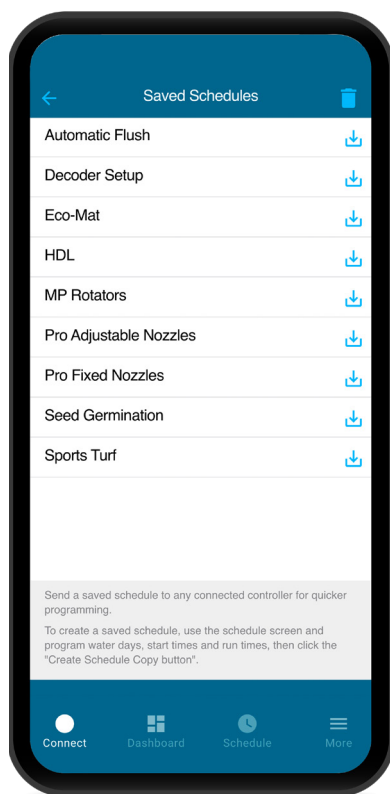 Saved Schedules
Automatic Flush
Decoder Setup
Eco-Mat
HDL
MP Rotators
Pro Adjustable Nozzles
Pro Fixed Nozzles
Seed Germination
Sports Turf
Send a saved schedule to any connected controller for quicker
programming.
To create a saved schedule, use the schedule screen and
program water days, start times and run times, then click the
"Create Schedule Copy button".
Connect Dashboard Schedule More